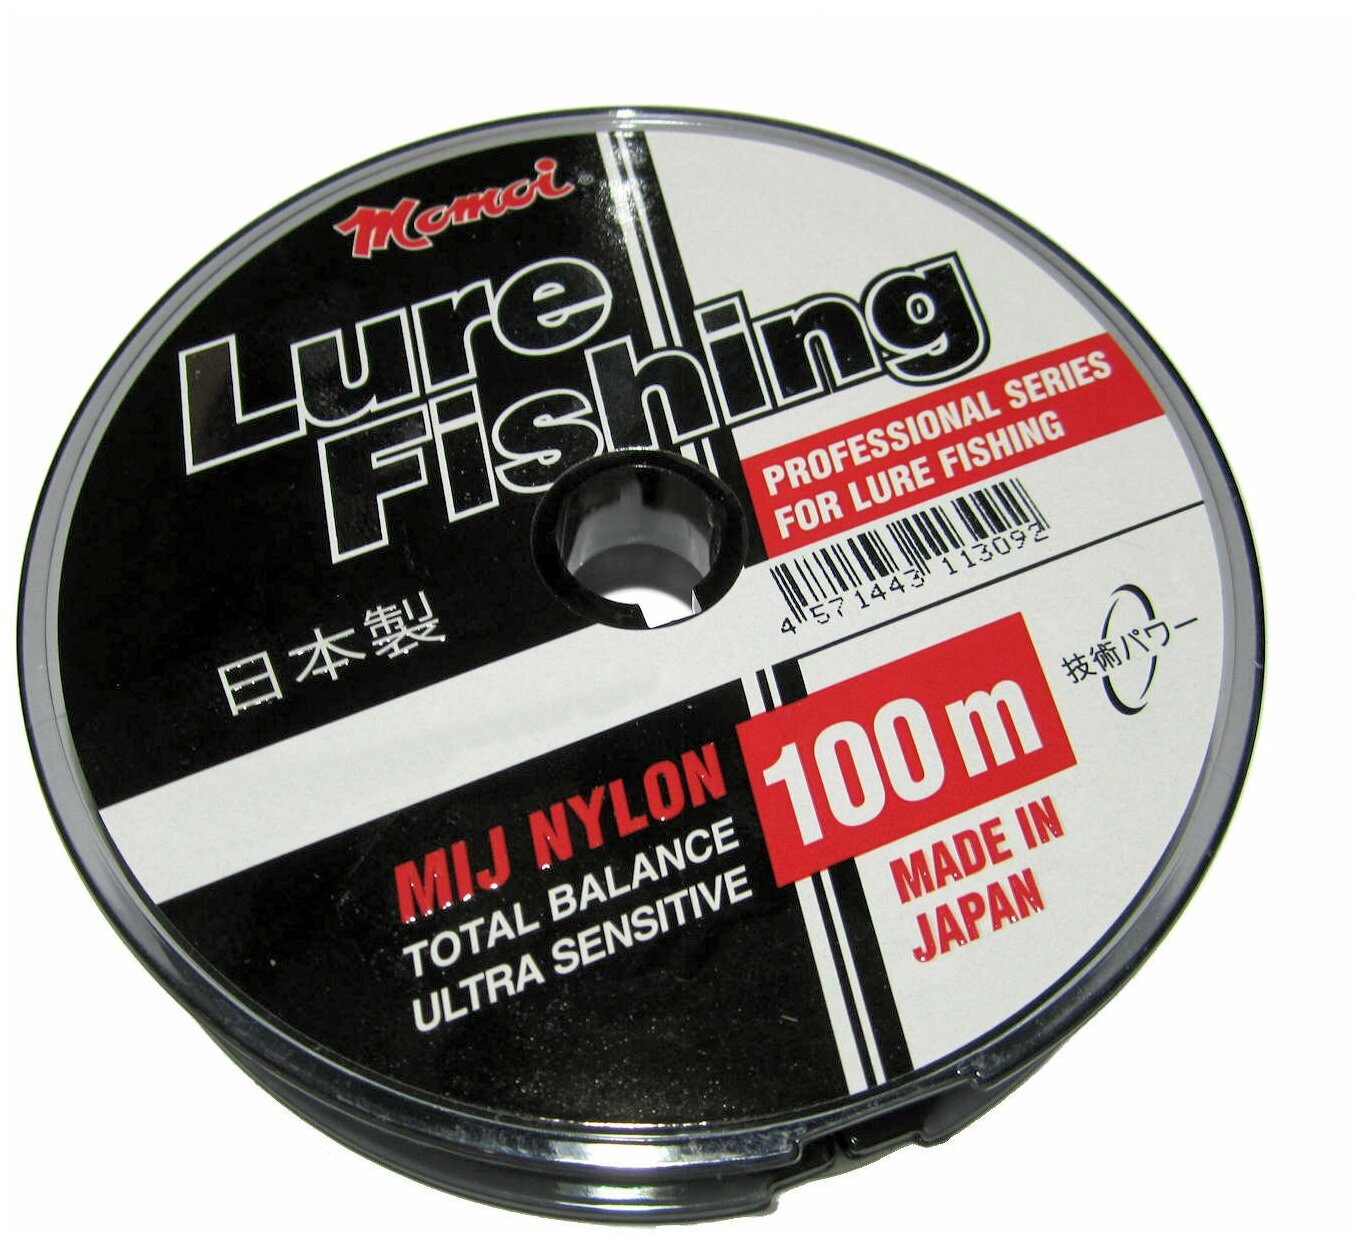 Momoi®
Lure
Fishing
PROFESSIONAL SERIES
FOR LURE FISHING
4 571443 113092
日本製
技術パワー
100m
MIJ NYLON
TOTAL BALANCE
ULTRA SENSITIVE
MADE IN
JAPAN